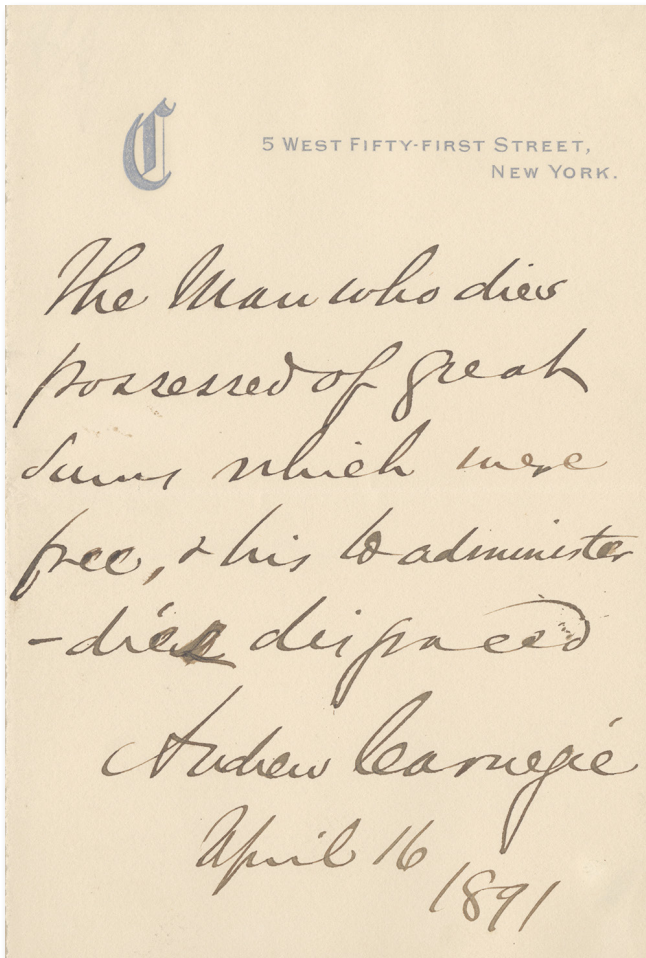 C
5 WEST FIFTY-FIRST STREET,
NEW YORK.
The Man who dies
possessed of great
sums which were
free, & his to administer
- dies disgraced
Andrew Carnegie
April 16
1891